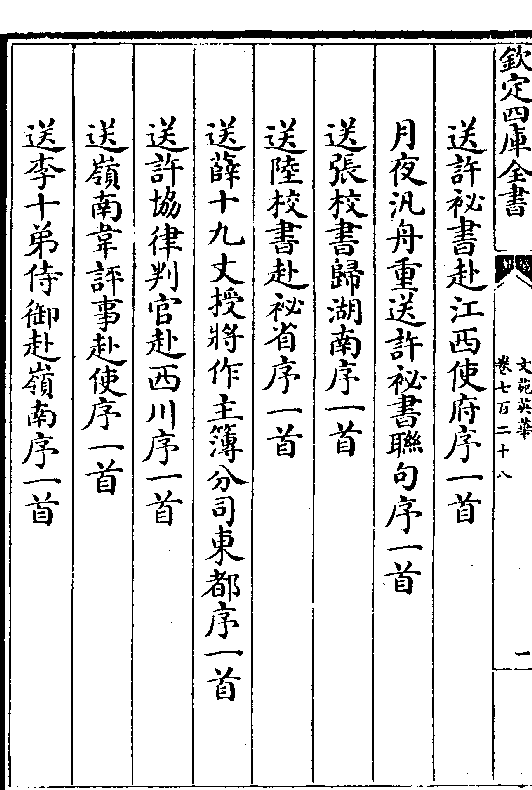 欽定四庫全書
文苑英華
卷七百二十八
一
送許祕書赴江西使府序一首
月夜汎舟重送許祕書聯句序一首
送張校書歸湖南序一首
送陸校書赴祕省序一首
送薛十九丈授將作主簿分司東都序一首
送許協律判官赴西川序一首
送嶺南韋評事赴使序一首
送李十弟侍御赴嶺南序一首